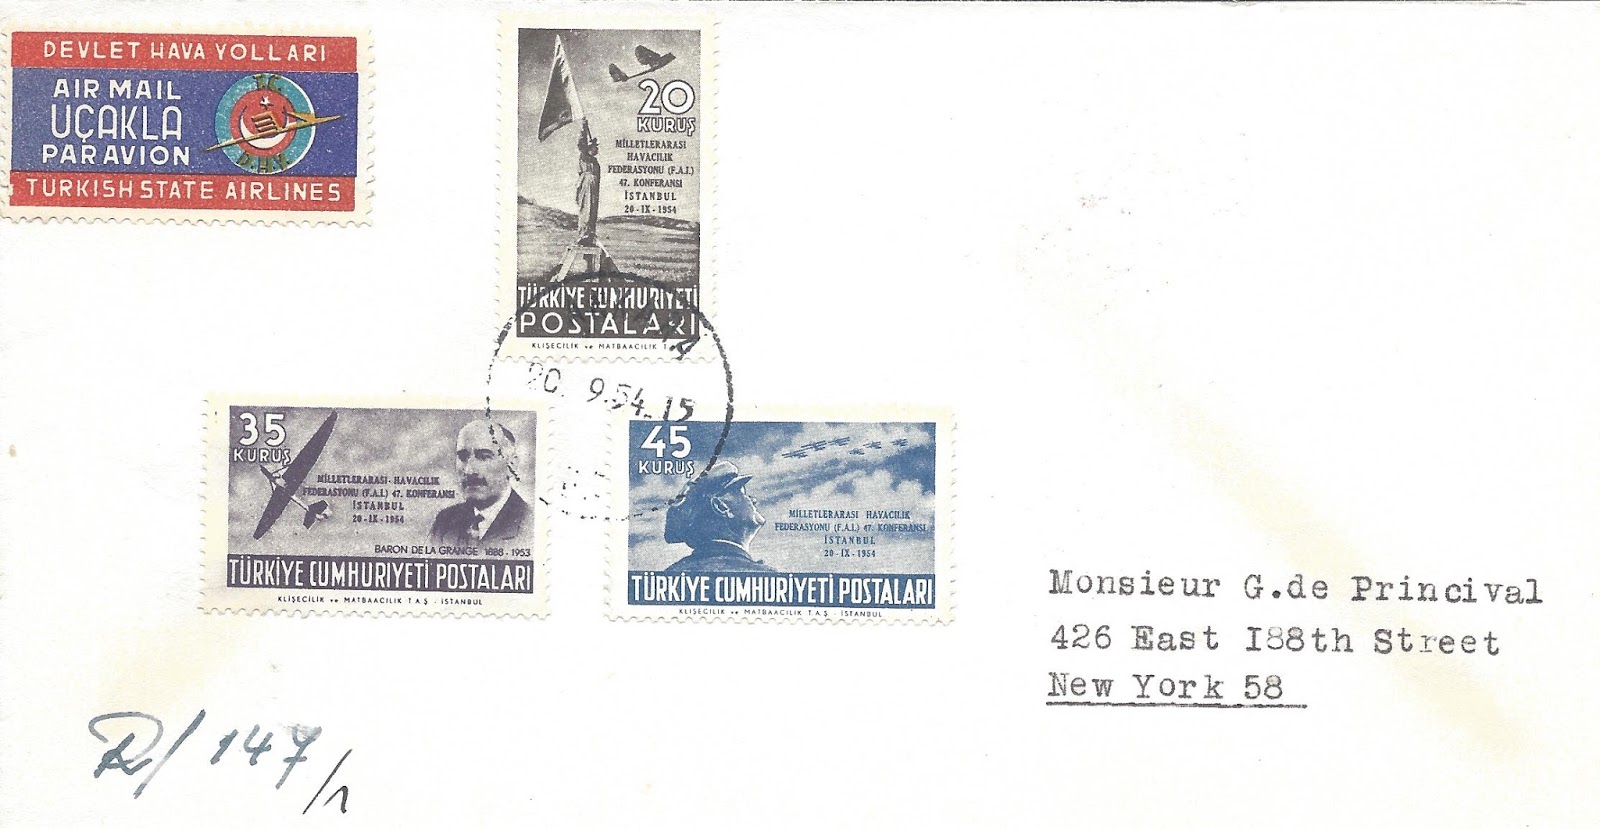 DEVLET HAVA YOLLARI
AIR MAIL
UÇAKLA
PAR AVION
T.C.
D.H.Y.
TURKISH STATE AIRLINES
20
KURUŞ
MİLLETLERARASI
HAVACILIK
FEDERASYONU (F.A.I.)
47. KONFERANSI
İSTANBUL
20-IX-1954
TÜRKİYE CUMHURİYETİ
POSTALARI
KLİŞECİLİK ve MATBAACILIK T.A.Ş.
20. 9.54.15
35
KURUŞ
MİLLETLERARASI HAVACILIK
FEDERASYONU (F.A.I.) 47. KONFERANSI
İSTANBUL
20-IX-1954
BARON DE LA GRANGE 1888-1953
TÜRKİYE CUMHURİYETİ POSTALARI
KLİŞECİLİK ve MATBAACILIK T.A.Ş. - İSTANBUL
45
KURUŞ
MİLLETLERARASI HAVACILIK
FEDERASYONU (F.A.I.) 47. KONFERANSI
İSTANBUL
20-IX-1954
TÜRKİYE CUMHURİYETİ POSTALARI
KLİŞECİLİK ve MATBAACILIK T.A.Ş. - İSTANBUL
Monsieur G.de Princival
426 East I88th Street
New York 58
R/ 147/1